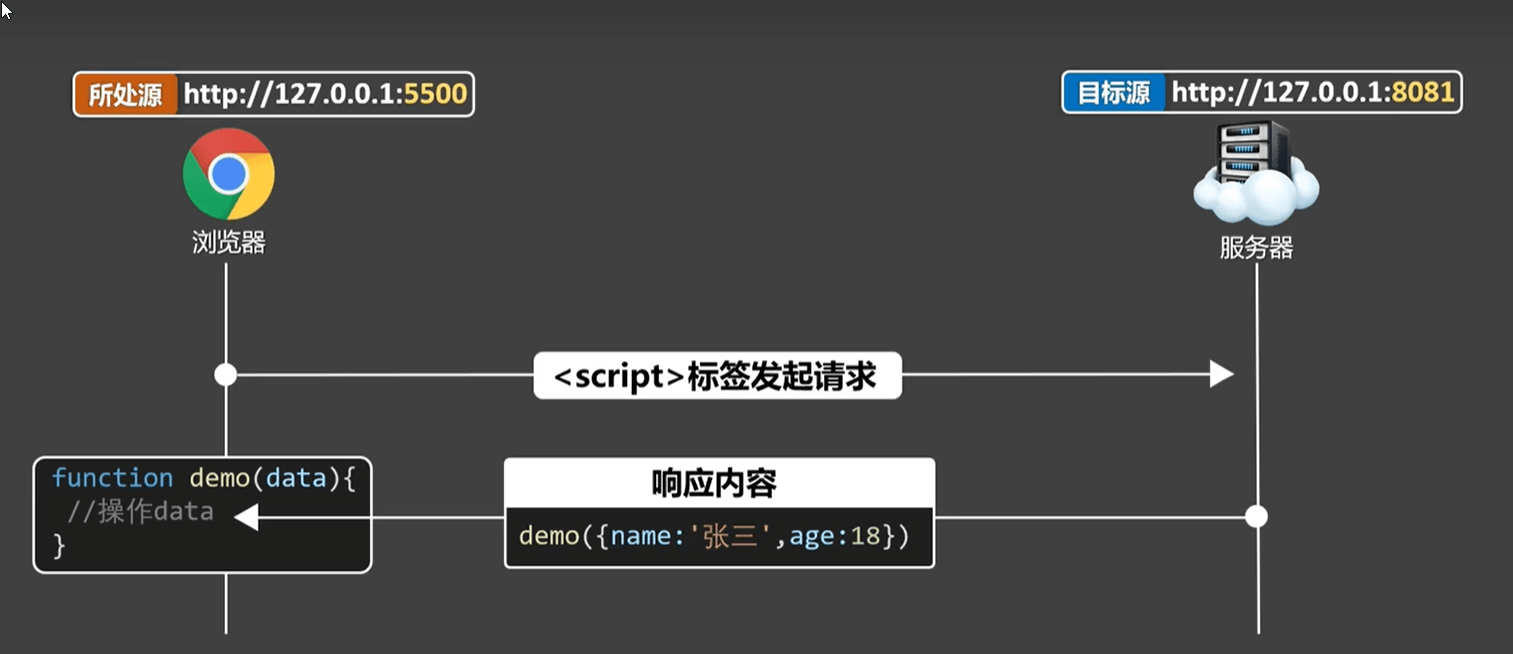 所处源 http://127.0.0.1:5500
目标源 http://127.0.0.1:8081
浏览器
服务器
<script>标签发起请求
function demo(data){
//操作data
}
响应内容
demo({name:'张三',age:18})